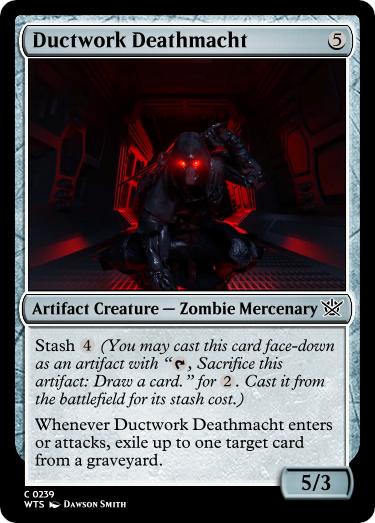 Ductwork Deathmacht 5
Artifact Creature — Zombie Mercenary
Stash 4 (You may cast this card face-down
as an artifact with “T, Sacrifice this
artifact: Draw a card.” for 2. Cast it from
the battlefield for its stash cost.)
Whenever Ductwork Deathmacht enters
or attacks, exile up to one target card
from a graveyard.
5/3
C 0239
WTS Dawson Smith